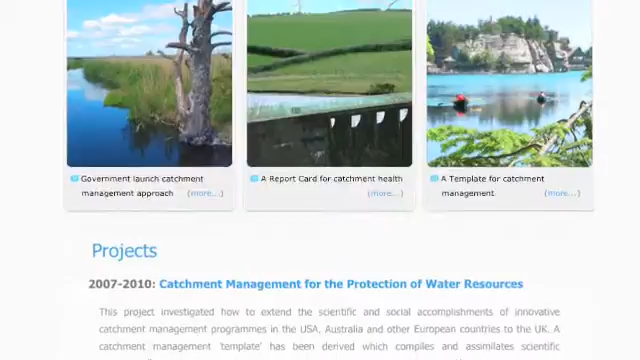 Government launch catchment
management approach (more...)
A Report Card for catchment health
(more...)
A Template for catchment
management. (more...)
Projects
2007-2010: Catchment Management for the Protection of Water Resources
This project investigated how to extend the scientific and social accomplishments of innovative
catchment management programmes in the USA, Australia and other European countries to the UK. A
catchment management 'template' has been derived which compiles and assimilates scientific